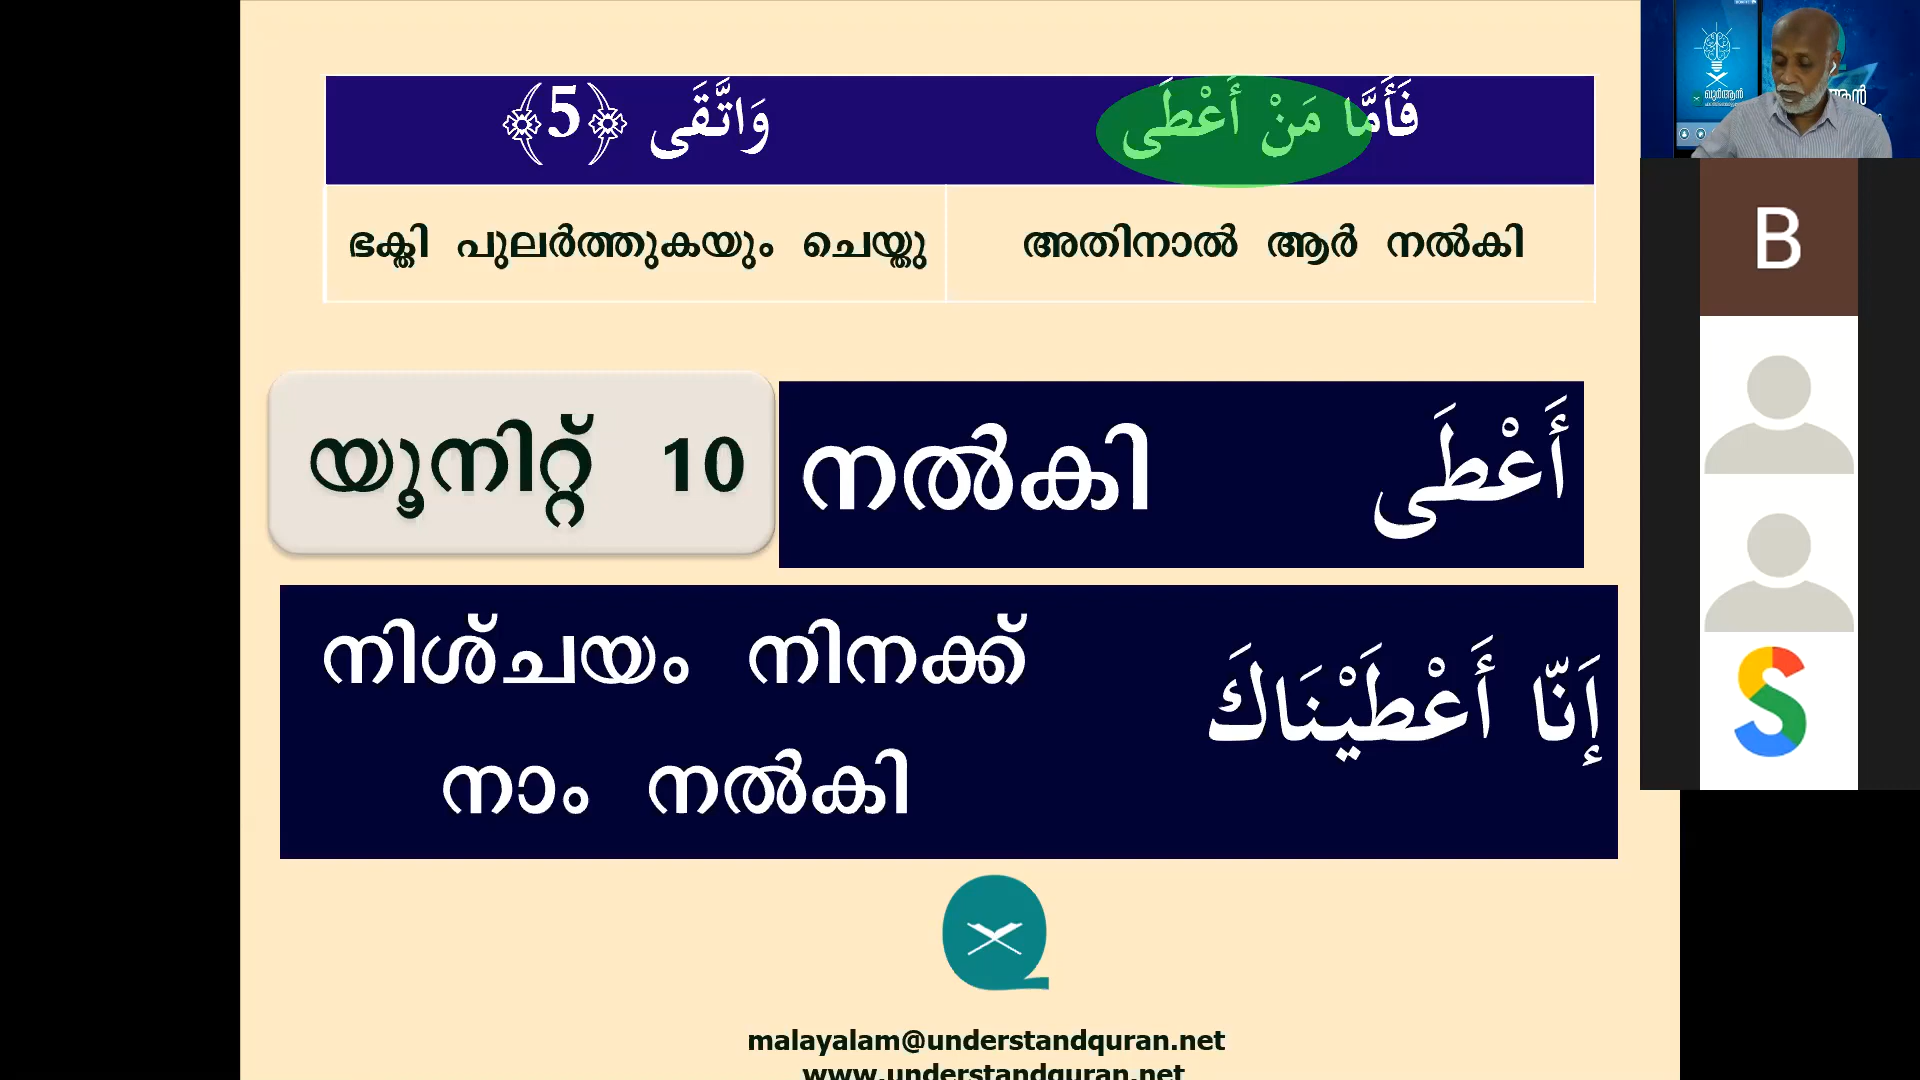 فَأَمَّا مَنْ أَعْطَى وَاتَّقَى ﴿5﴾
ഭക്തി പുലർത്തുകയും ചെയ്തു അതിനാൽ ആർ നൽകി
യൂനിറ്റ് 10 നൽകി أَعْطَى
നിശ്ചയം നിനക്ക് إَنّا أَعْطَيْنَاكَ
നാം നൽകി
malayalam@understandquran.net
www.understandquran.net
B
ഖുർആൻ